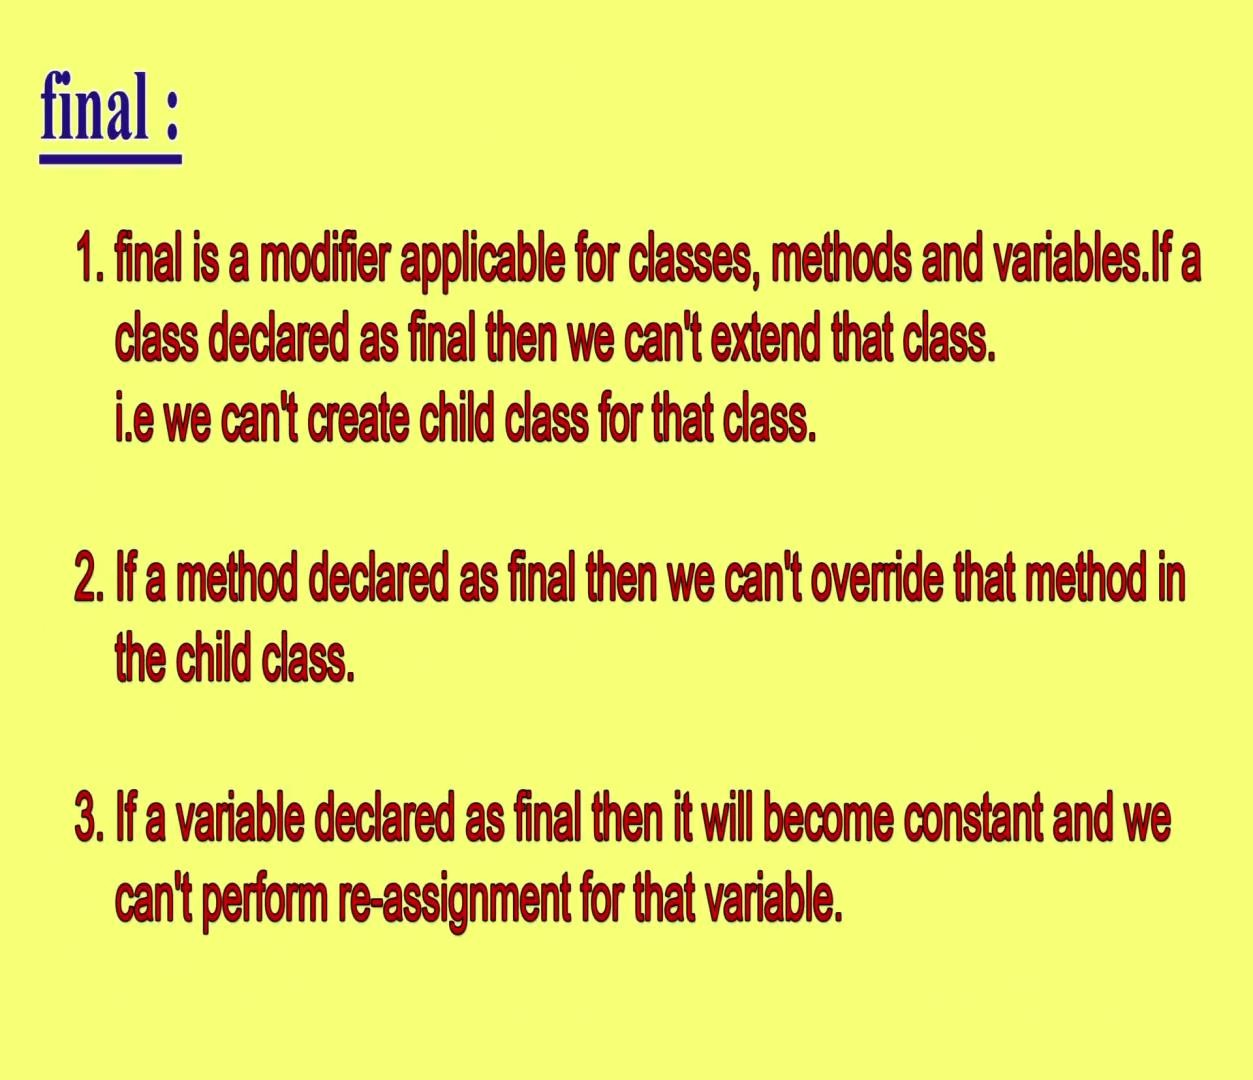 final :
1. final is a modifier applicable for classes, methods and variables.If a
class declared as final then we can't extend that class.
i.e we can't create child class for that class.
2. If a method declared as final then we can't override that method in
the child class.
3. If a variable declared as final then it will become constant and we
can't perform re-assignment for that variable.